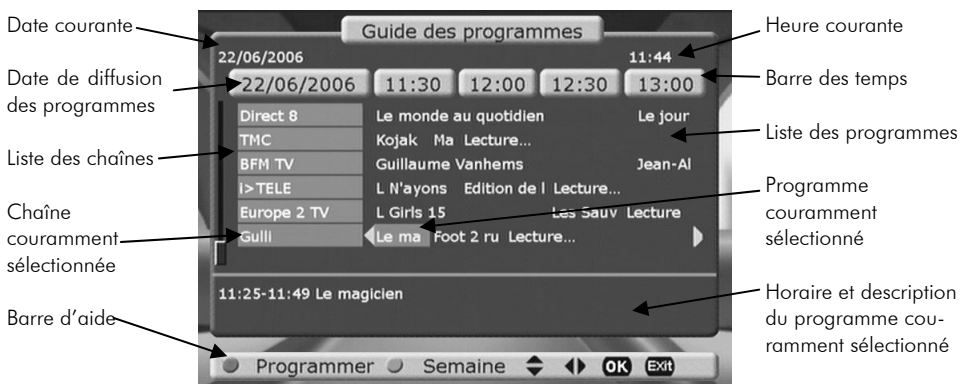 Date courante
Date de diffusion
des programmes
Liste des chaînes
Chaîne
couramment
sélectionnée
Barre d'aide
Guide des programmes
22/06/2006 11:44
22/06/2006 11:30 12:00 12:30 13:00
Direct 8 Le monde au quotidien Le jour
TMC Kojak Ma Lecture...
BFM TV Guillaume Vanhems Jean-Al
i>TELE L N'ayons Edition de l Lecture...
Europe 2 TV L Girls 15 Les Sauv Lecture
Gulli Le ma Foot 2 ru Lecture...
11:25-11:49 Le magicien
Programmer Semaine OK Exit
Heure courante
Barre des temps
Liste des programmes
Programme
couramment
sélectionné
Horaire et description
du programme cou-
ramment sélectionné